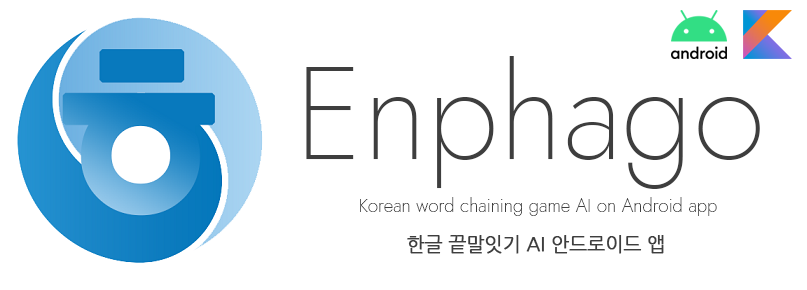 android
Enphago
Korean word chaining game AI on Android app
한글 끝말잇기 AI 안드로이드 앱